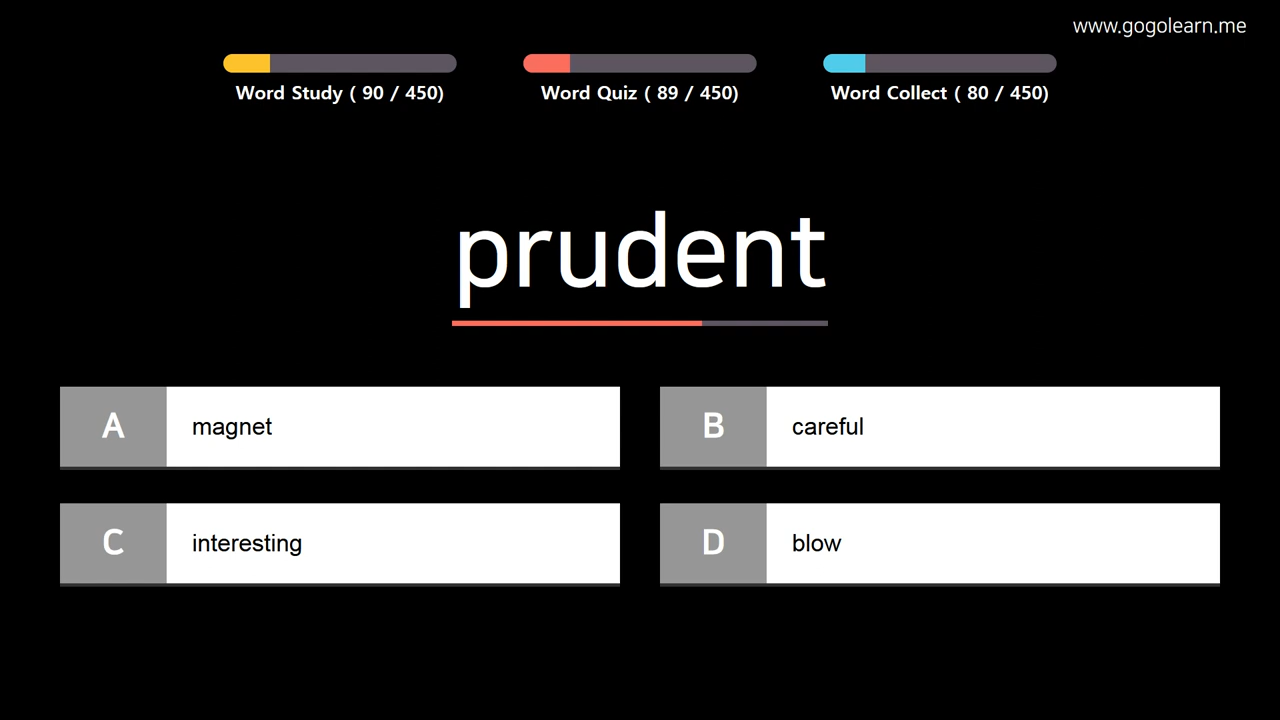 www.gogolearn.me
Word Study ( 90 / 450)
Word Quiz ( 89 / 450)
Word Collect ( 80 / 450)
prudent
A magnet
B careful
C interesting
D blow